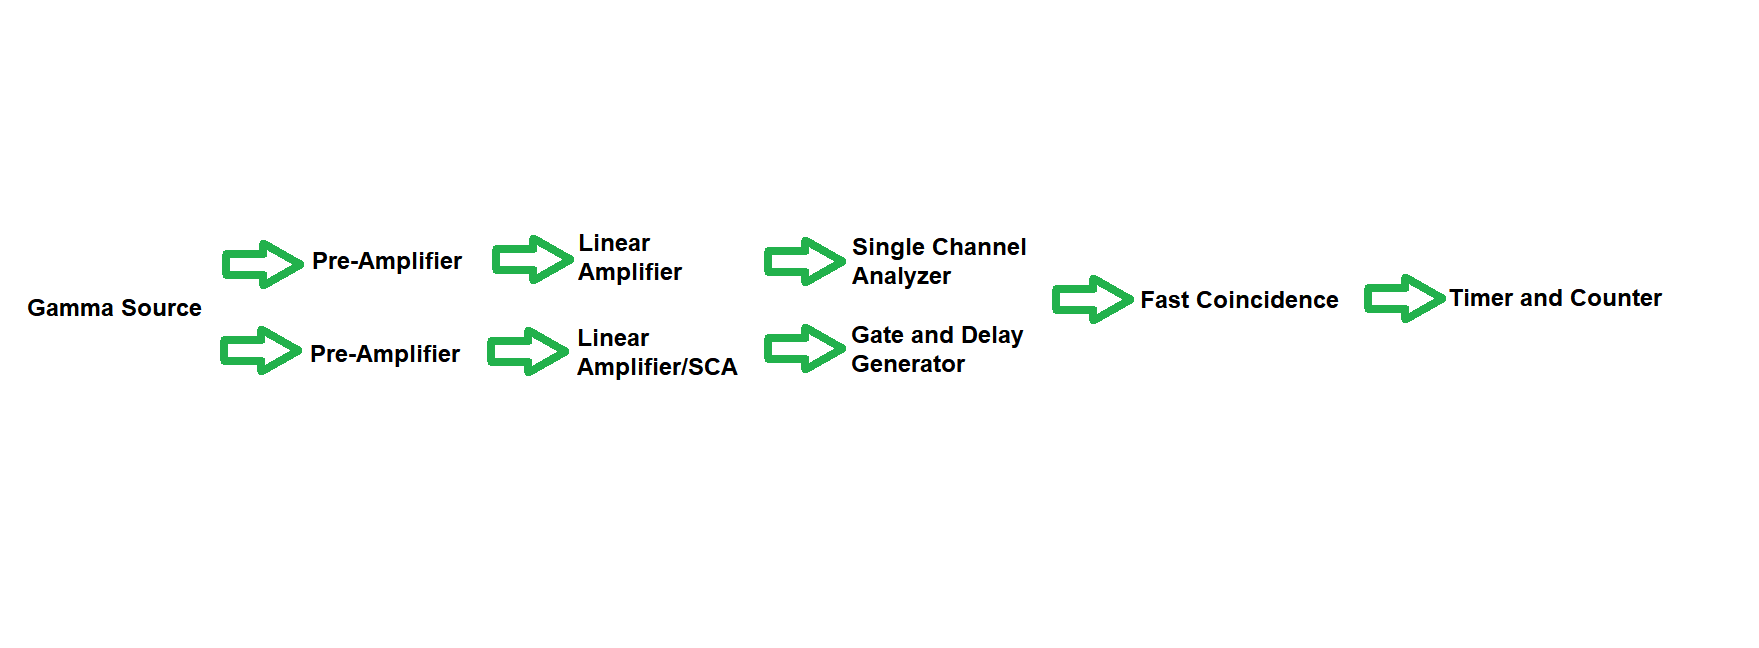 Gamma Source
Pre-Amplifier
Linear
Amplifier
Single Channel
Analyzer
Pre-Amplifier
Linear
Amplifier/SCA
Gate and Delay
Generator
Fast Coincidence
Timer and Counter